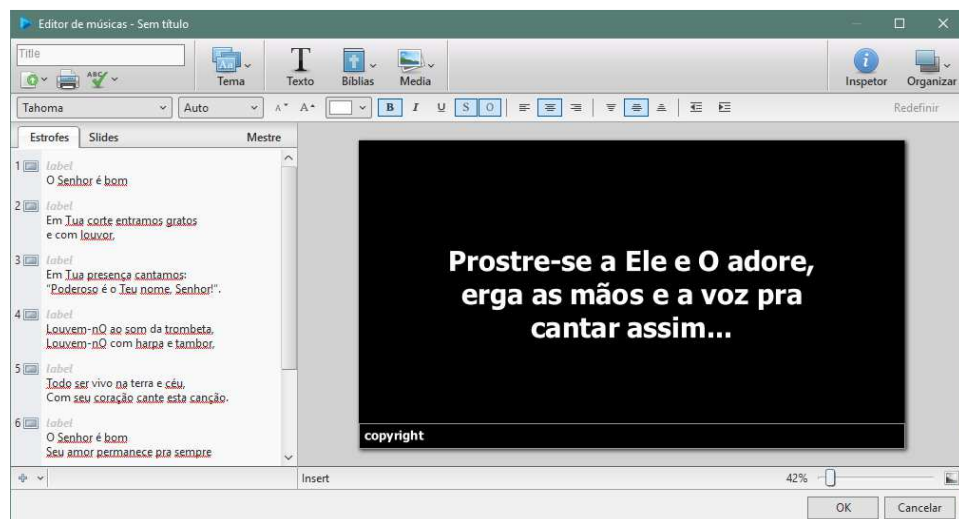 Editor de músicas - Sem título
Title
ABC
Aa
Tema
T
Texto
Bíblias
Media
i
Inspetor
Organizar
Tahoma
Auto
A
A
B I U S O
Redefinir
Estrofes
Slides
Mestre
1
label
O Senhor é bom
2
label
Em Tua corte entramos gratos
e com louvor,
3
label
Em Tua presença cantamos:
"Poderoso é o Teu nome, Senhor!".
4
label
Louvem-nO ao som da trombeta,
Louvem-nO com harpa e tambor,
5
label
Todo ser vivo na terra e céu,
Com seu coração cante esta canção.
6
label
O Senhor é bom
Seu amor permanece pra sempre
Prostre-se a Ele e O adore,
erga as mãos e a voz pra
cantar assim...
copyright
Insert
42%
OK
Cancelar